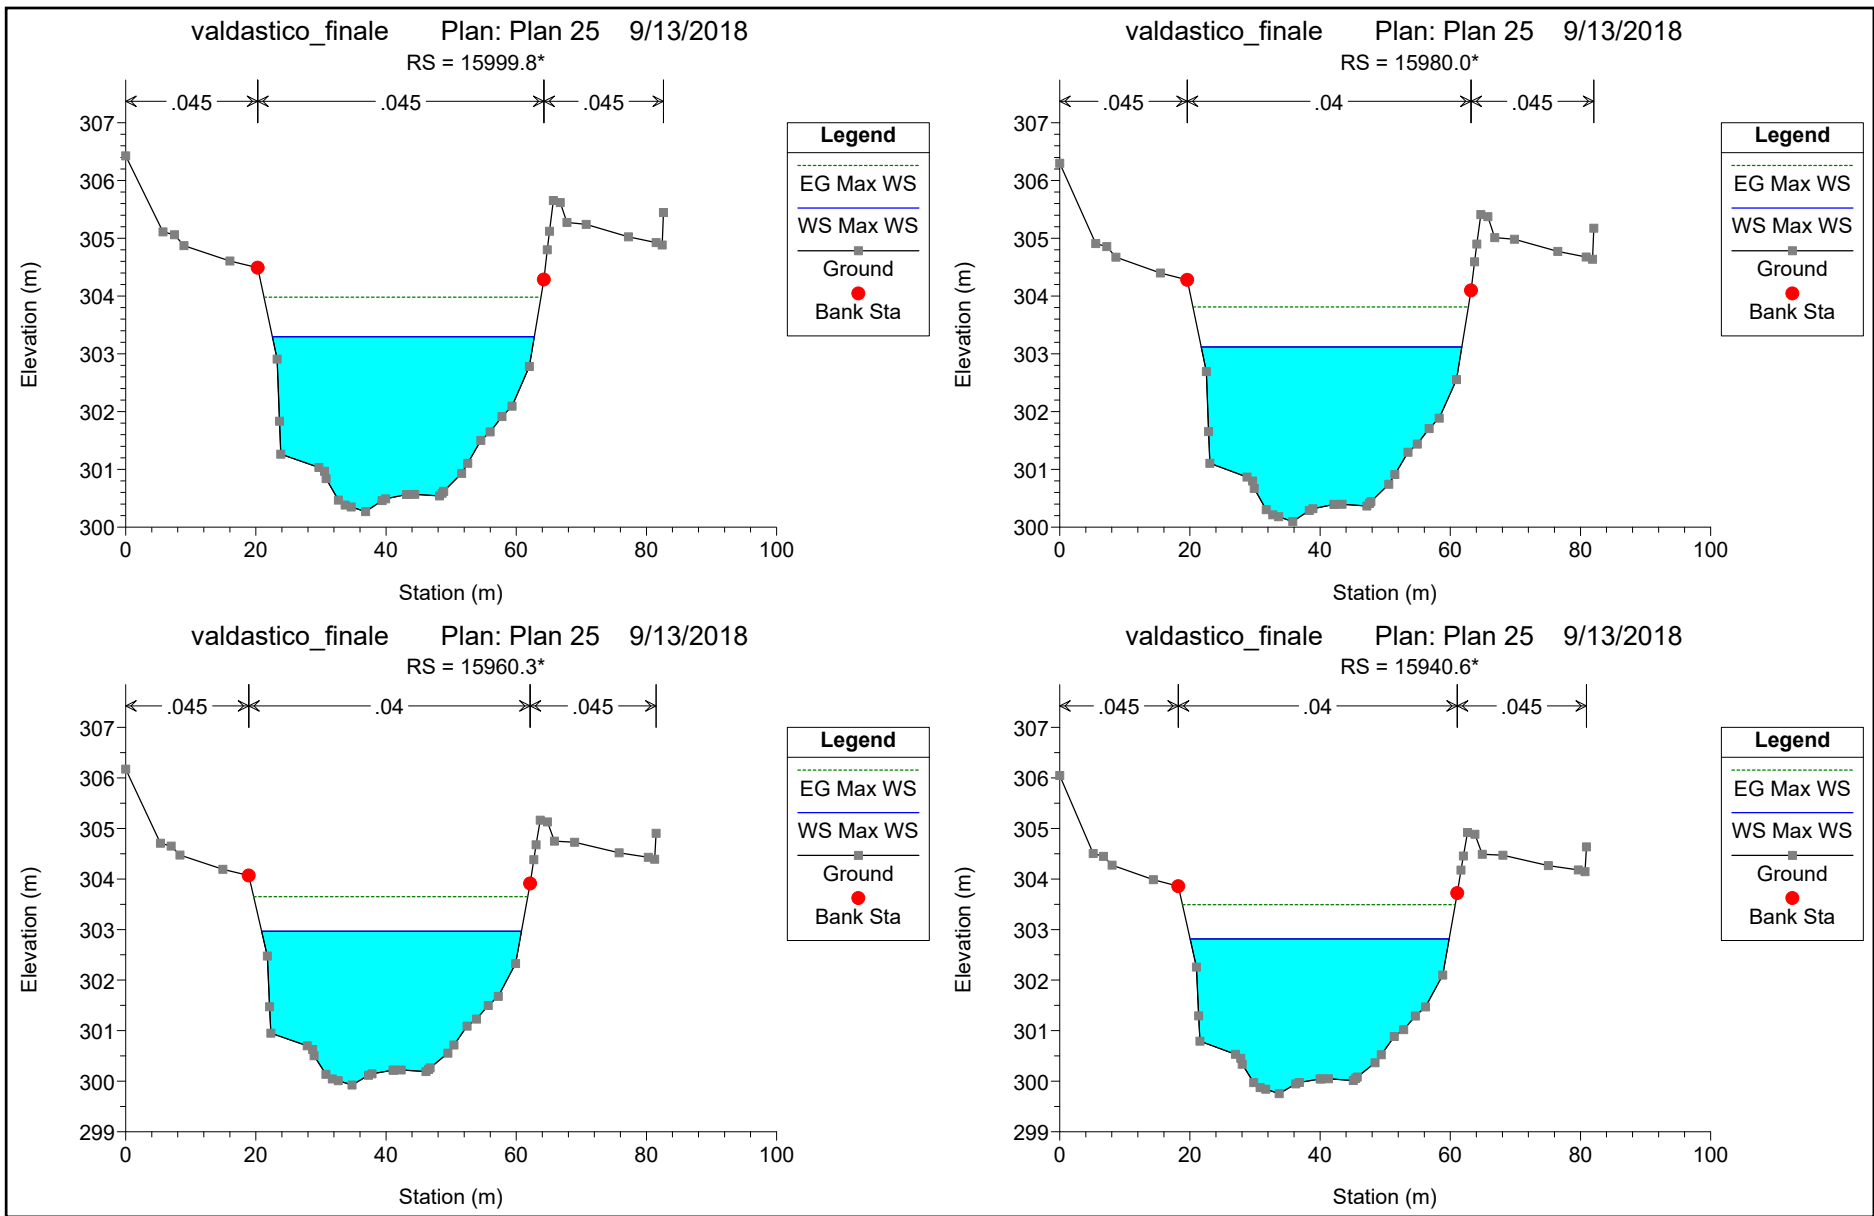 valdastico_finale Plan: Plan 25 9/13/2018
RS = 15999.8*
.045 .045 .045
307
306
305
304
303
302
301
300
0 20 40 60 80 100
Elevation (m)
Station (m)
Legend
EG Max WS
WS Max WS
Ground
Bank Sta
valdastico_finale Plan: Plan 25 9/13/2018
RS = 15980.0*
.045 .04 .045
307
306
305
304
303
302
301
300
0 20 40 60 80 100
Elevation (m)
Station (m)
Legend
EG Max WS
WS Max WS
Ground
Bank Sta
valdastico_finale Plan: Plan 25 9/13/2018
RS = 15960.3*
.045 .04 .045
307
306
305
304
303
302
301
300
299
0 20 40 60 80 100
Elevation (m)
Station (m)
Legend
EG Max WS
WS Max WS
Ground
Bank Sta
valdastico_finale Plan: Plan 25 9/13/2018
RS = 15940.6*
.045 .04 .045
307
306
305
304
303
302
301
300
299
0 20 40 60 80 100
Elevation (m)
Station (m)
Legend
EG Max WS
WS Max WS
Ground
Bank Sta